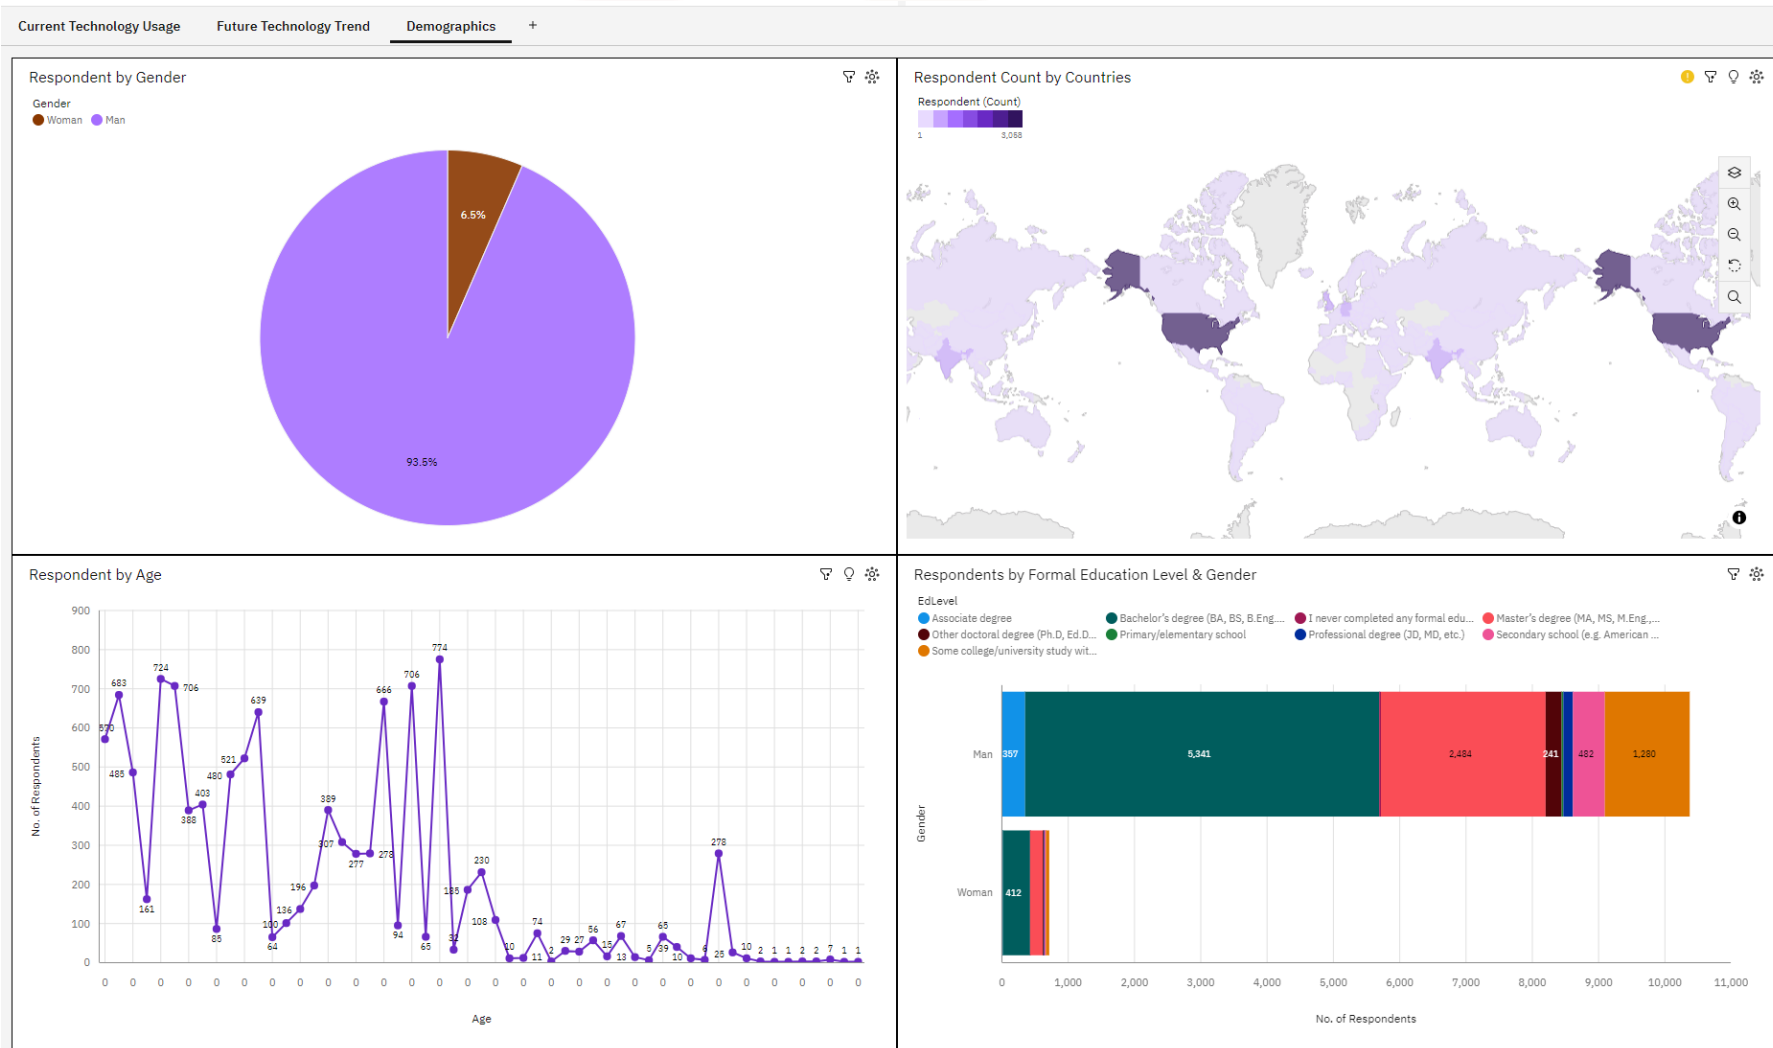 Current Technology Usage
Future Technology Trend
Demographics
+
Respondent by Gender
Gender
Woman
Man
6.5%
93.5%
Respondent Count by Countries
Respondent (Count)
1
3,058
Respondent by Age
No. of Respondents
900
800
700
600
500
400
300
200
100
0
570
683
485
161
724
706
388
403
85
480
521
639
64
100
136
196
389
307
277
278
666
94
706
65
774
32
185
230
108
10
11
74
2
29
27
56
15
67
13
5
65
39
10
6
278
25
10
2
1
1
2
2
7
1
1
0 0 0 0 0 0 0 0 0 0 0 0 0 0 0 0 0 0 0 0 0 0 0 0 0 0 0 0
Age
Respondents by Formal Education Level & Gender
EdLevel
Associate degree
Bachelor's degree (BA, BS, B.Eng....
I never completed any formal edu...
Master's degree (MA, MS, M.Eng.,...
Other doctoral degree (Ph.D, Ed.D...
Primary/elementary school
Professional degree (JD, MD, etc.)
Secondary school (e.g. American ...
Some college/university study wit...
Gender
Man
357
5,341
2,484
241
482
1,280
Woman
412
0 1,000 2,000 3,000 4,000 5,000 6,000 7,000 8,000 9,000 10,000 11,000
No. of Respondents